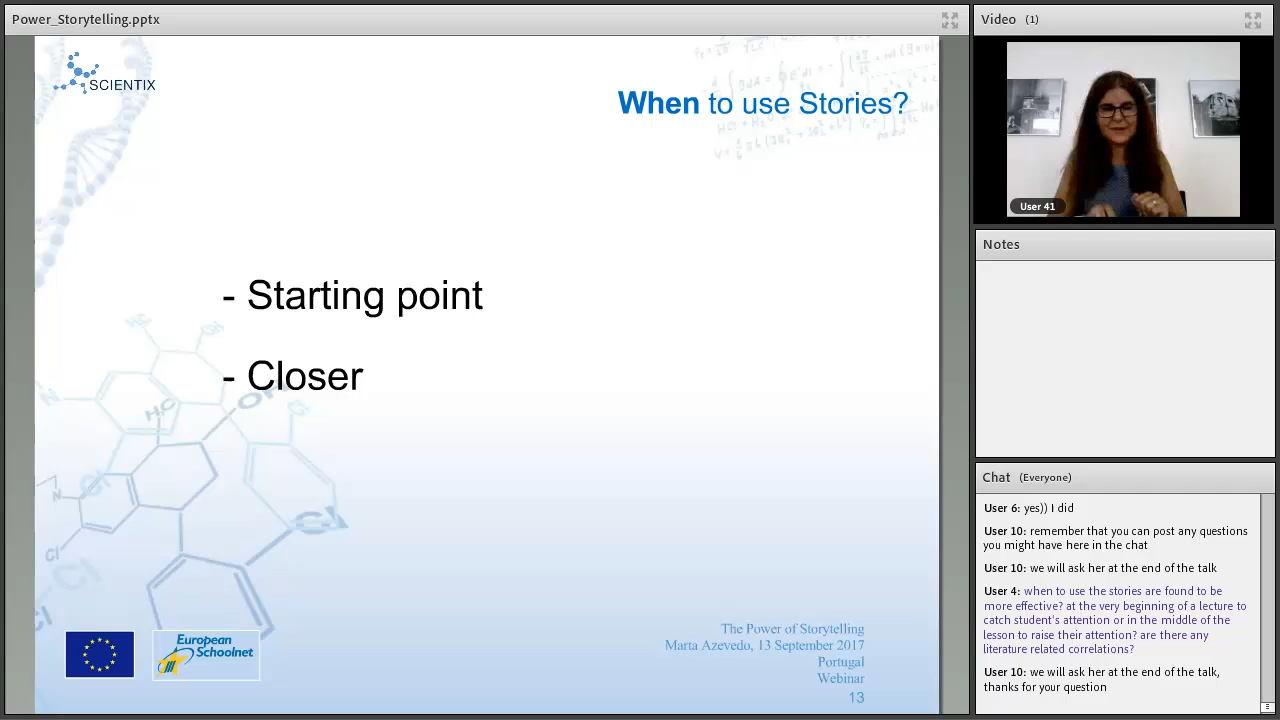 Power_Storytelling.pptx
SCIENTIX
When to use Stories?
- Starting point
- Closer
European
Schoolnet
The Power of Storytelling
Marta Azevedo, 13 September 2017
Portugal
Webinar
13
Video (1)
User 41
Notes
Chat (Everyone)
User 6: yes)) I did
User 10: remember that you can post any questions
you might have here in the chat
User 10: we will ask her at the end of the talk
User 4: when to use the stories are found to be
more effective? at the very beginning of a lecture to
catch student's attention or in the middle of the
lesson to raise their attention? are there any
literature related correlations?
User 10: we will ask her at the end of the talk,
thanks for your question